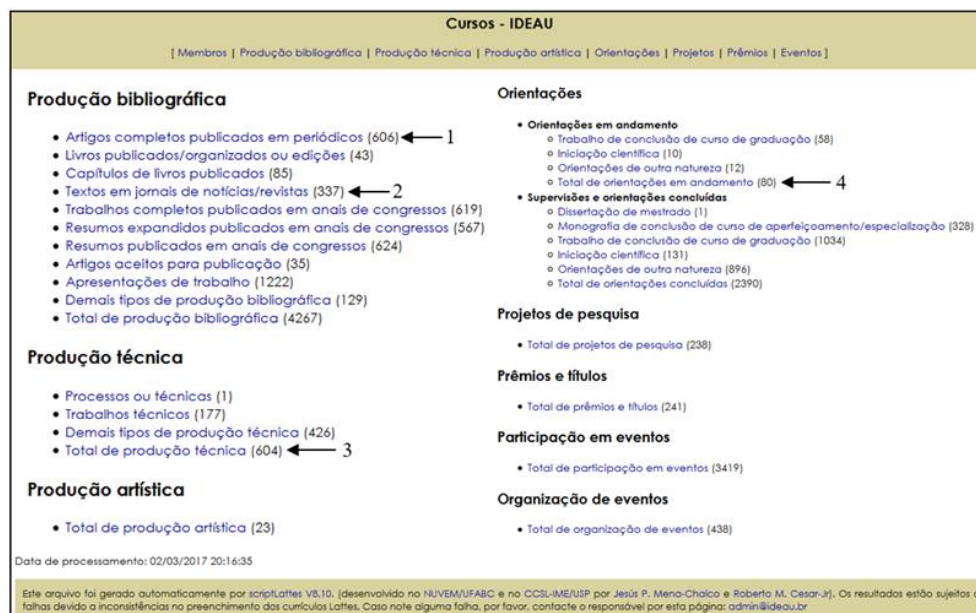 Cursos - IDEAU
[ Membros | Produção bibliográfica | Produção técnica | Produção artística | Orientações | Projetos | Prêmios | Eventos ]
Produção bibliográfica
• Artigos completos publicados em periódicos (606) 1
• Livros publicados/organizados ou edições (43)
• Capítulos de livros publicados (85)
• Textos em jornais de notícias/revistas (337) 2
• Trabalhos completos publicados em anais de congressos (619)
• Resumos expandidos publicados em anais de congressos (567)
• Resumos publicados em anais de congressos (624)
• Artigos aceitos para publicação (35)
• Apresentações de trabalho (1222)
• Demais tipos de produção bibliográfica (129)
• Total de produção bibliográfica (4267)
Produção técnica
• Processos ou técnicas (1)
• Trabalhos técnicos (177)
• Demais tipos de produção técnica (426)
• Total de produção técnica (604) 3
Produção artística
• Total de produção artística (23)
Orientações
• Orientações em andamento
Trabalho de conclusão de curso de graduação (58)
Iniciação científica (10)
Orientações de outra natureza (12)
Total de orientações em andamento (80) 4
• Supervisões e orientações concluídas
Dissertação de mestrado (1)
Monografia de conclusão de curso de aperfeiçoamento/especialização (328)
Trabalho de conclusão de curso de graduação (1034)
Iniciação científica (131)
Orientações de outra natureza (896)
Total de orientações concluídas (2390)
Projetos de pesquisa
• Total de projetos de pesquisa (238)
Prêmios e títulos
• Total de prêmios e títulos (241)
Participação em eventos
• Total de participação em eventos (3419)
Organização de eventos
• Total de organização de eventos (438)
Data de processamento: 02/03/2017 20:16:35
Este arquivo foi gerado automaticamente por scriptLattes V8.10. (desenvolvido no NUVEM/UFABC e no CCSL-IME/USP por Jesús P. Mena-Chalco e Roberto M. Cesar-Jr). Os resultados estão sujeitos
falhas devido a inconsistências no preenchimento dos currículos Lattes. Caso note alguma falha, por favor, contacte o responsável por esta página: admin@ideau.br